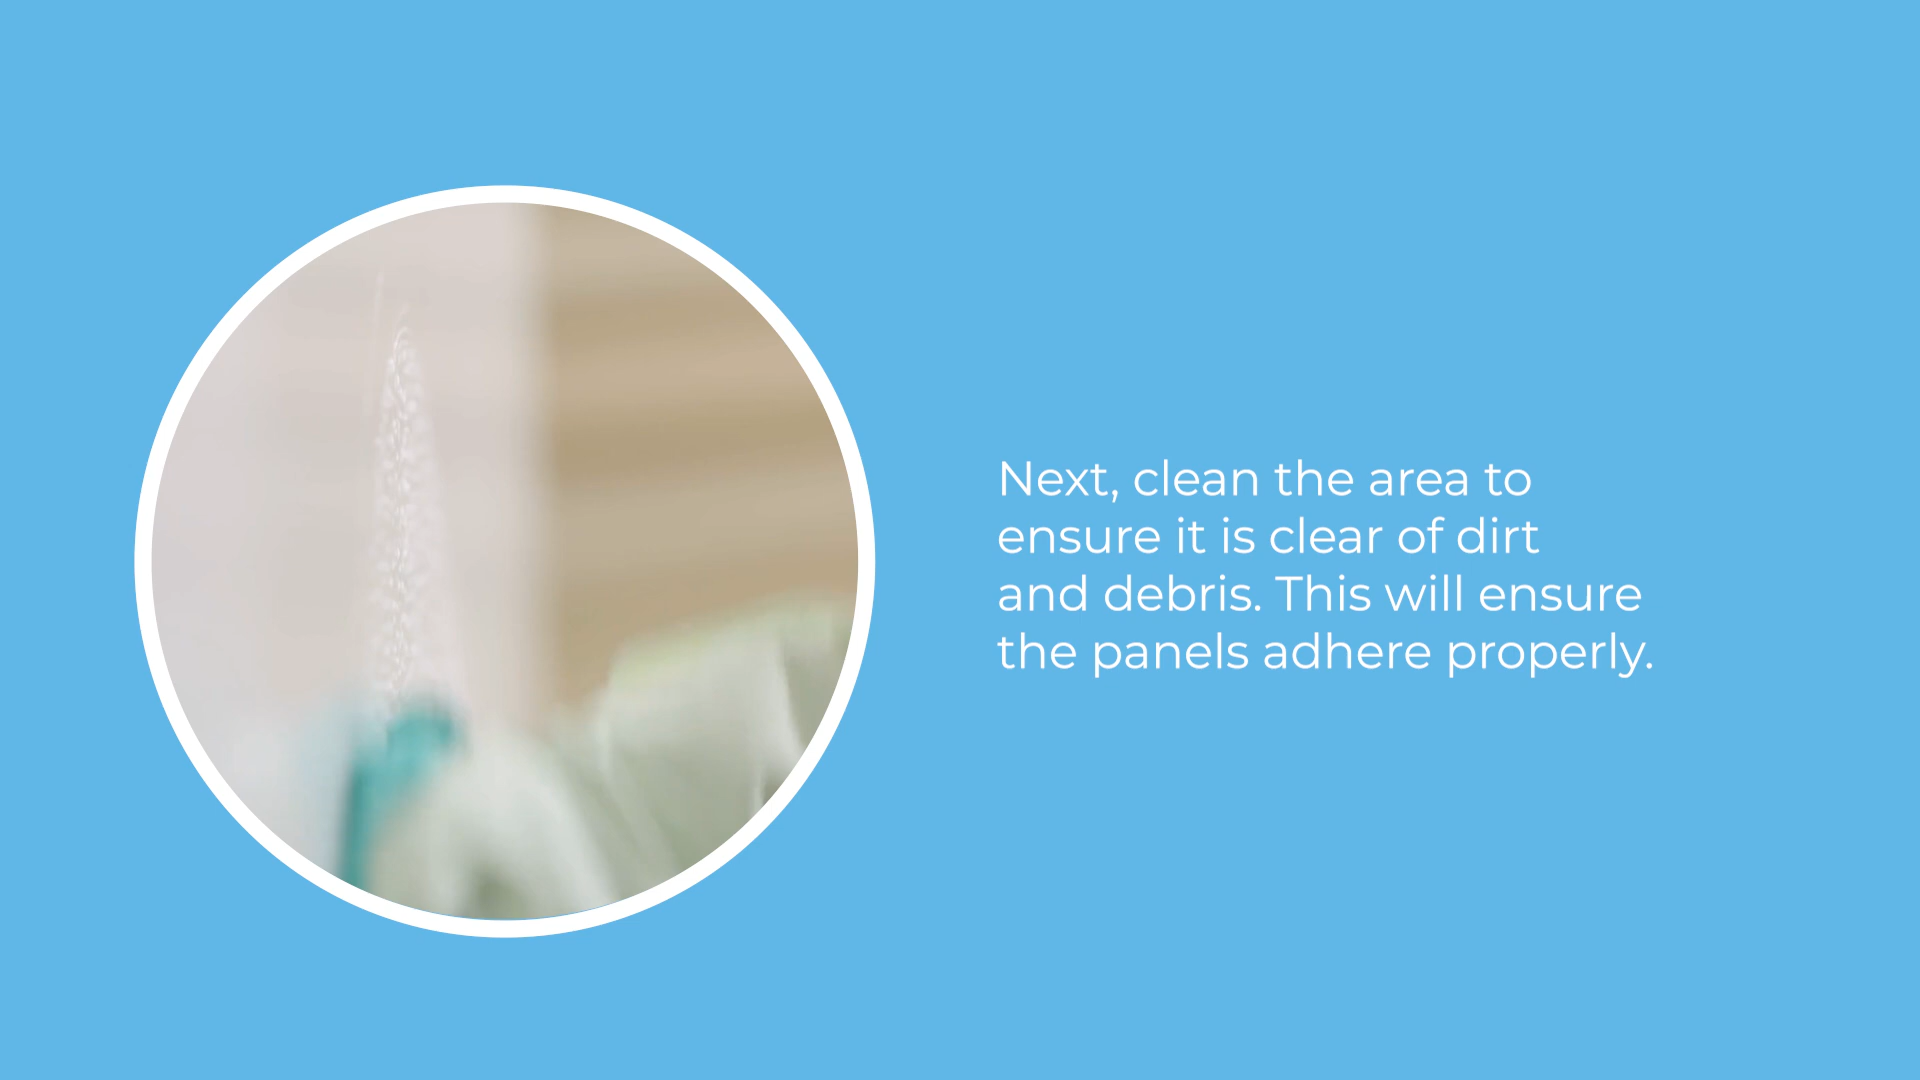 Next, clean the area to
ensure it is clear of dirt
and debris. This will ensure
the panels adhere properly.